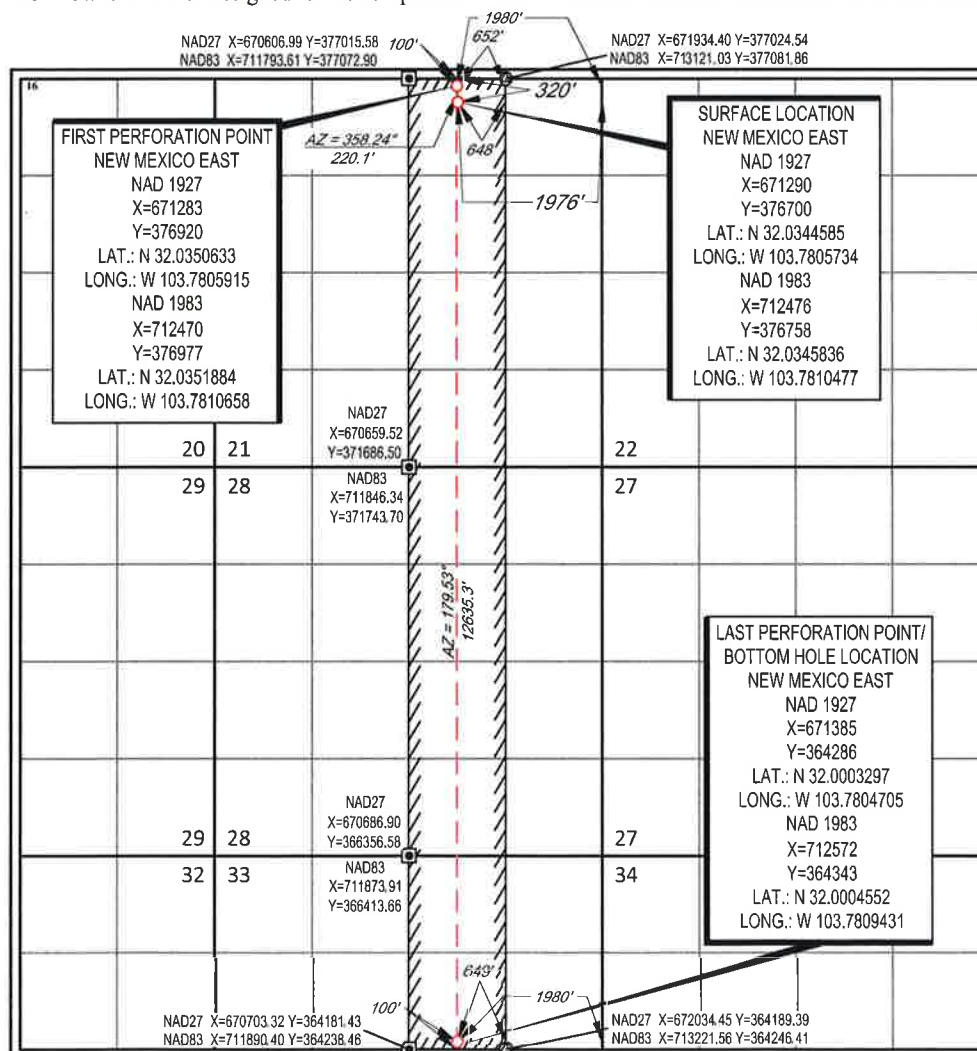 1980'
NAD27 X=670606.99 Y=377015.58
NAD83 X=711793.61 Y=377072.90
100'
652'
NAD27 X=671934.40 Y=377024.54
NAD83 X=713121.03 Y=377081.86
16
320'
FIRST PERFORATION POINT
NEW MEXICO EAST
NAD 1927
X=671283
Y=376920
LAT.: N 32.0350633
LONG.: W 103.7805915
NAD 1983
X=712470
Y=376977
LAT.: N 32.0351884
LONG.: W 103.7810658
AZ = 358.24°
220.1'
648'
1976'
SURFACE LOCATION
NEW MEXICO EAST
NAD 1927
X=671290
Y=376700
LAT.: N 32.0344585
LONG.: W 103.7805734
NAD 1983
X=712476
Y=376758
LAT.: N 32.0345836
LONG.: W 103.7810477
NAD27
X=670659.52
Y=371686.50
20 21
22
29 28
27
NAD83
X=711846.34
Y=371743.70
AZ = 179.53°
12635.3'
LAST PERFORATION POINT/
BOTTOM HOLE LOCATION
NEW MEXICO EAST
NAD 1927
X=671385
Y=364286
LAT.: N 32.0003297
LONG.: W 103.7804705
NAD 1983
X=712572
Y=364343
LAT.: N 32.0004552
LONG.: W 103.7809431
NAD27
X=670686.90
Y=366356.58
29 28
27
32 33
34
NAD83
X=711873.91
Y=366413.66
649'
1980'
100'
NAD27 X=670703.32 Y=364181.43
NAD83 X=711890.40 Y=364238.46
NAD27 X=672034.45 Y=364189.39
NAD83 X=713221.56 Y=364246.41